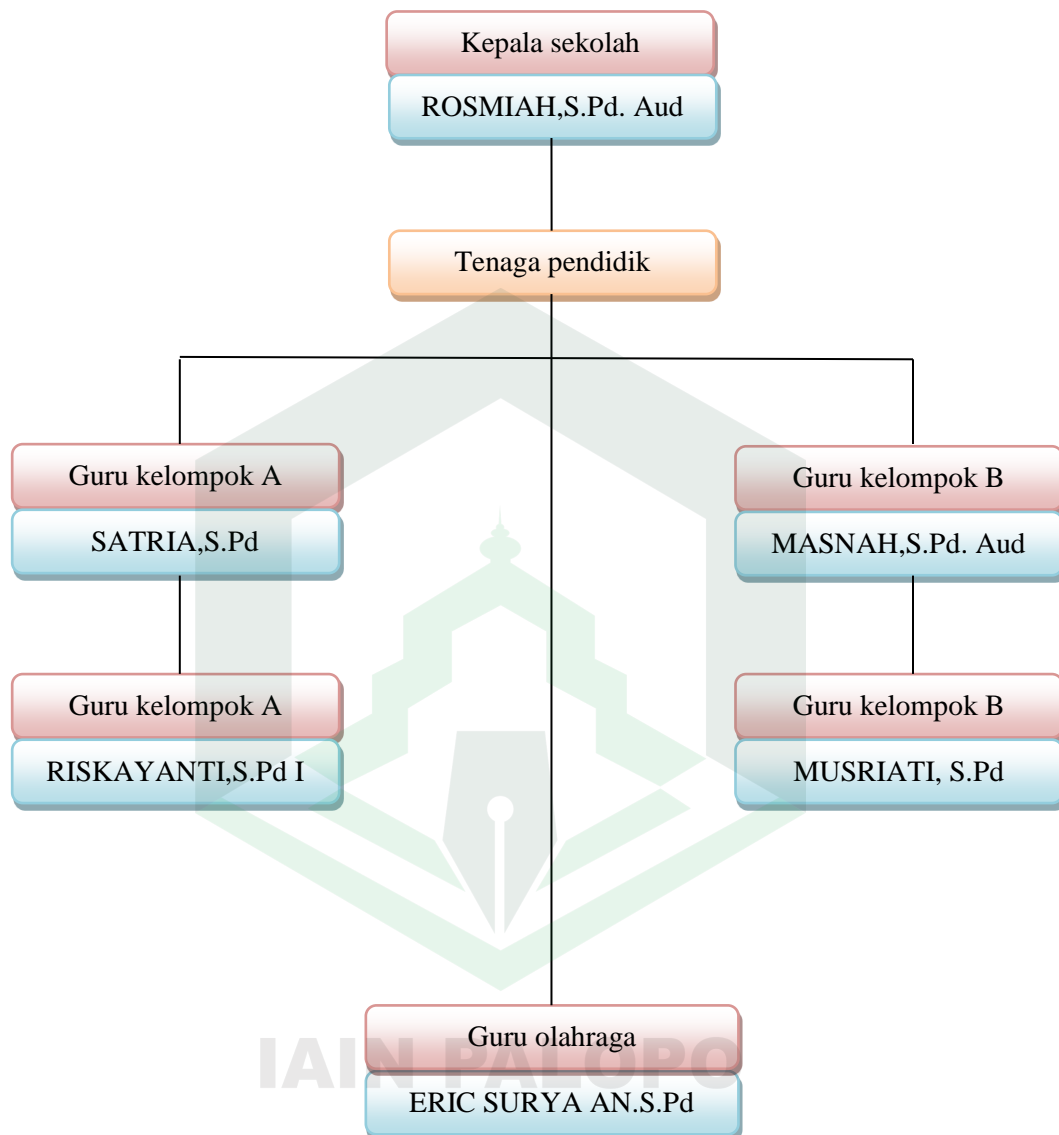 Kepala sekolah
ROSMIAH,S.Pd. Aud
Tenaga pendidik
Guru kelompok A
SATRIA,S.Pd
Guru kelompok B
MASNAH,S.Pd. Aud
Guru kelompok A
RISKAYANTI,S.Pd I
Guru kelompok B
MUSRIATI, S.Pd
Guru olahraga
IAIN PALOPO
ERIC SURYA AN.S.Pd